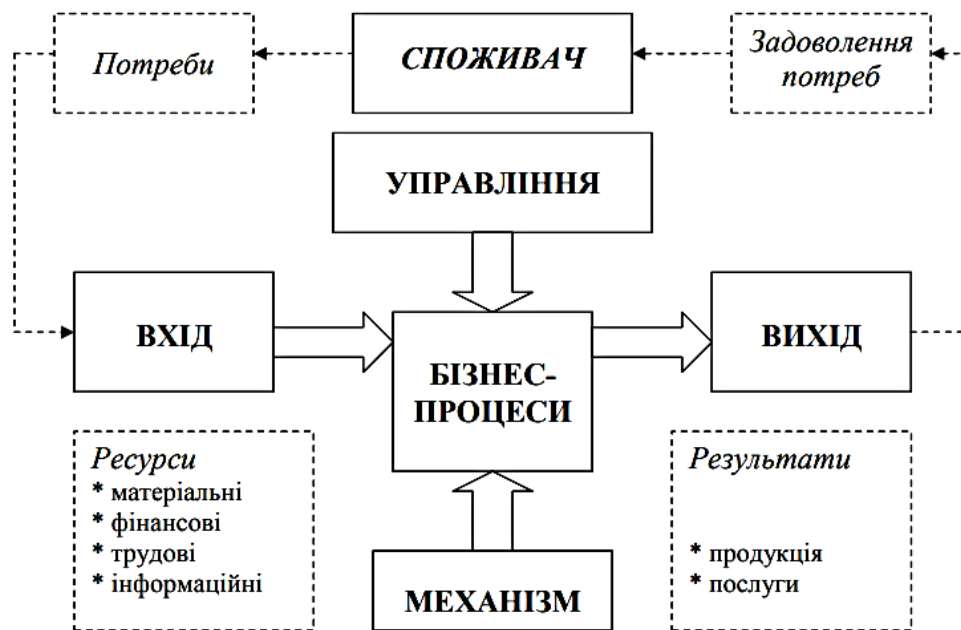 Потреби
СПОЖИВАЧ
Задоволення
потреб
УПРАВЛІННЯ
ВХІД
БІЗНЕС-
ПРОЦЕСИ
ВИХІД
Ресурси
* матеріальні
* фінансові
* трудові
* інформаційні
МЕХАНІЗМ
Результати
* продукція
* послуги